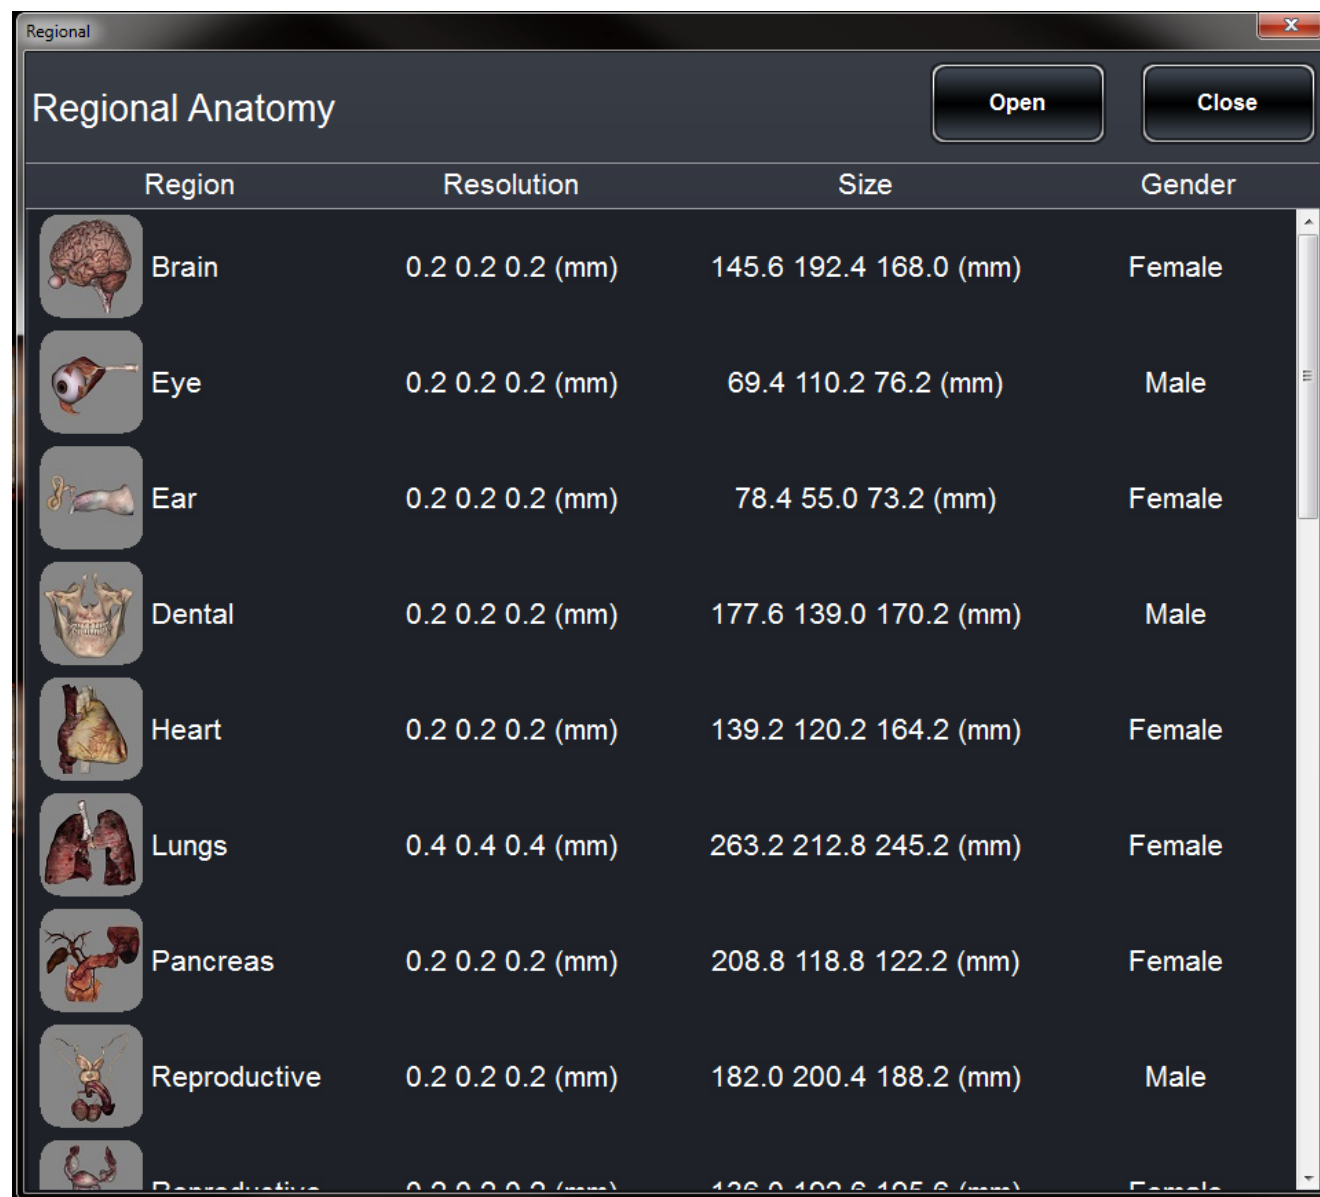 Regional
Regional Anatomy
Open
Close
Region Resolution Size Gender
Brain 0.2 0.2 0.2 (mm) 145.6 192.4 168.0 (mm) Female
Eye 0.2 0.2 0.2 (mm) 69.4 110.2 76.2 (mm) Male
Ear 0.2 0.2 0.2 (mm) 78.4 55.0 73.2 (mm) Female
Dental 0.2 0.2 0.2 (mm) 177.6 139.0 170.2 (mm) Male
Heart 0.2 0.2 0.2 (mm) 139.2 120.2 164.2 (mm) Female
Lungs 0.4 0.4 0.4 (mm) 263.2 212.8 245.2 (mm) Female
Pancreas 0.2 0.2 0.2 (mm) 208.8 118.8 122.2 (mm) Female
Reproductive 0.2 0.2 0.2 (mm) 182.0 200.4 188.2 (mm) Male
Reproductive (mm) (mm) Female